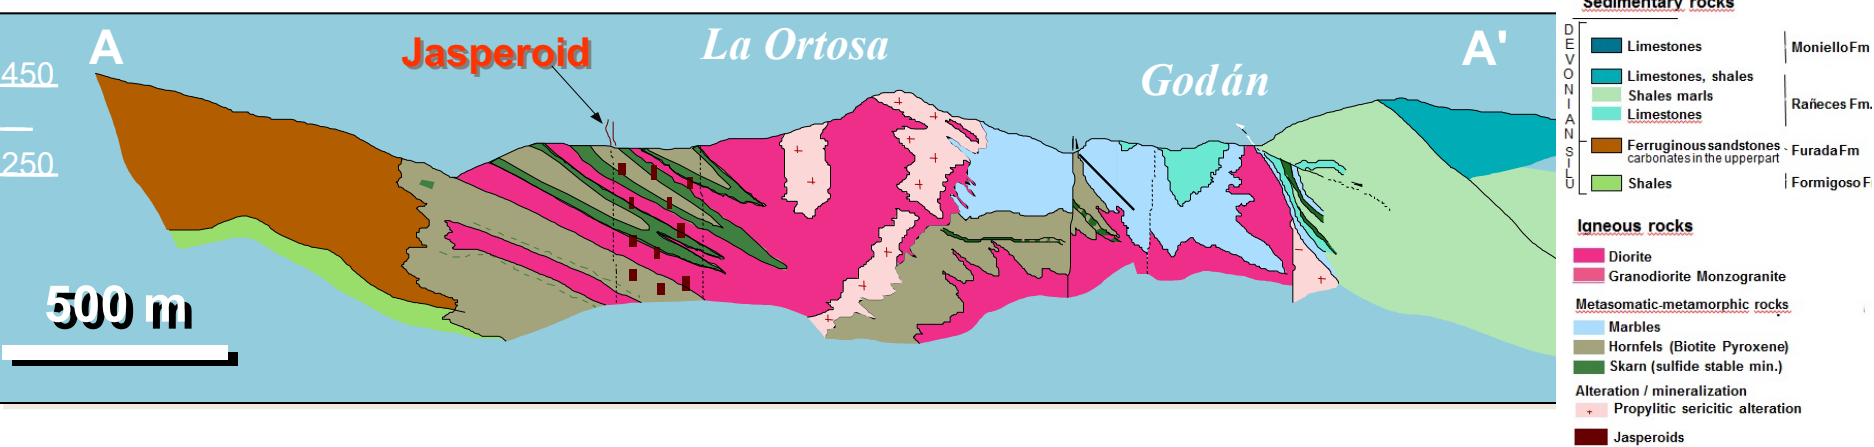 A
450
250
500 m
Jasperoid
La Ortosa
Godán
A'
Sedimentary rocks
DEVONIAN SILU
Limestones
Moniello Fm
Limestones, shales
Shales marls
Limestones
Rañeces Fm.
Ferruginous sandstones
carbonates in the upperpart
Furada Fm
Shales
Formigoso F
Igneous rocks
Diorite
Granodiorite Monzogranite
Metasomatic-metamorphic rocks
Marbles
Hornfels (Biotite Pyroxene)
Skarn (sulfide stable min.)
Alteration / mineralization
Propylitic sericitic alteration
Jasperoids